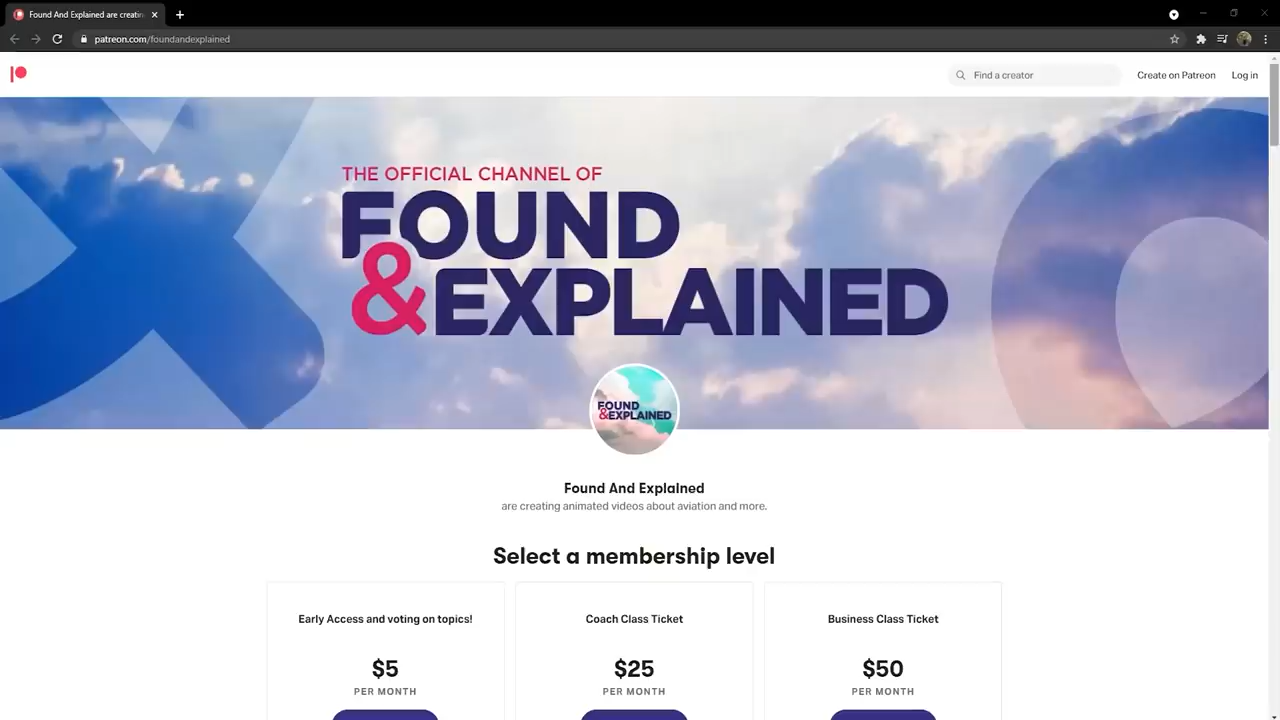 Found And Explained are creatin
patreon.com/foundandexplained
Find a creator
Create on Patreon
Log in
THE OFFICIAL CHANNEL OF
FOUND
&EXPLAINED
FOUND
&EXPLAINED
Found And Explained
are creating animated videos about aviation and more.
Select a membership level
Early Access and voting on topics!
Coach Class Ticket
Business Class Ticket
$5
$25
$50
PER MONTH
PER MONTH
PER MONTH